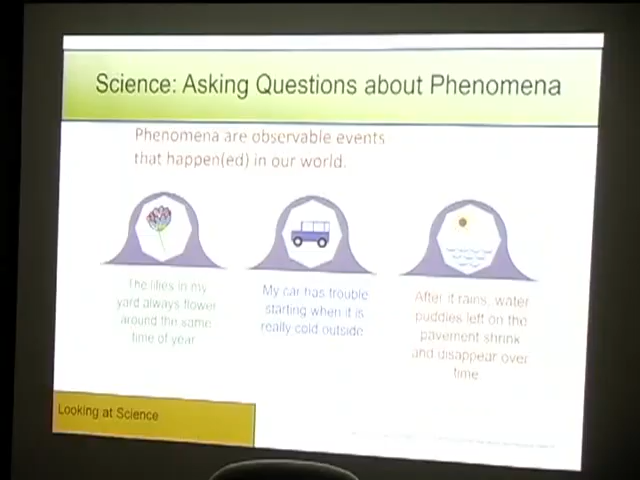 Science: Asking Questions about Phenomena
Phenomena are observable events
that happen(ed) in our world.
The lilies in my
yard always flower
around the same
time of year
My car has trouble
starting when it is
really cold outside
After it rains, water
puddles left on the
pavement shrink
and disappear over
time
Looking at Science